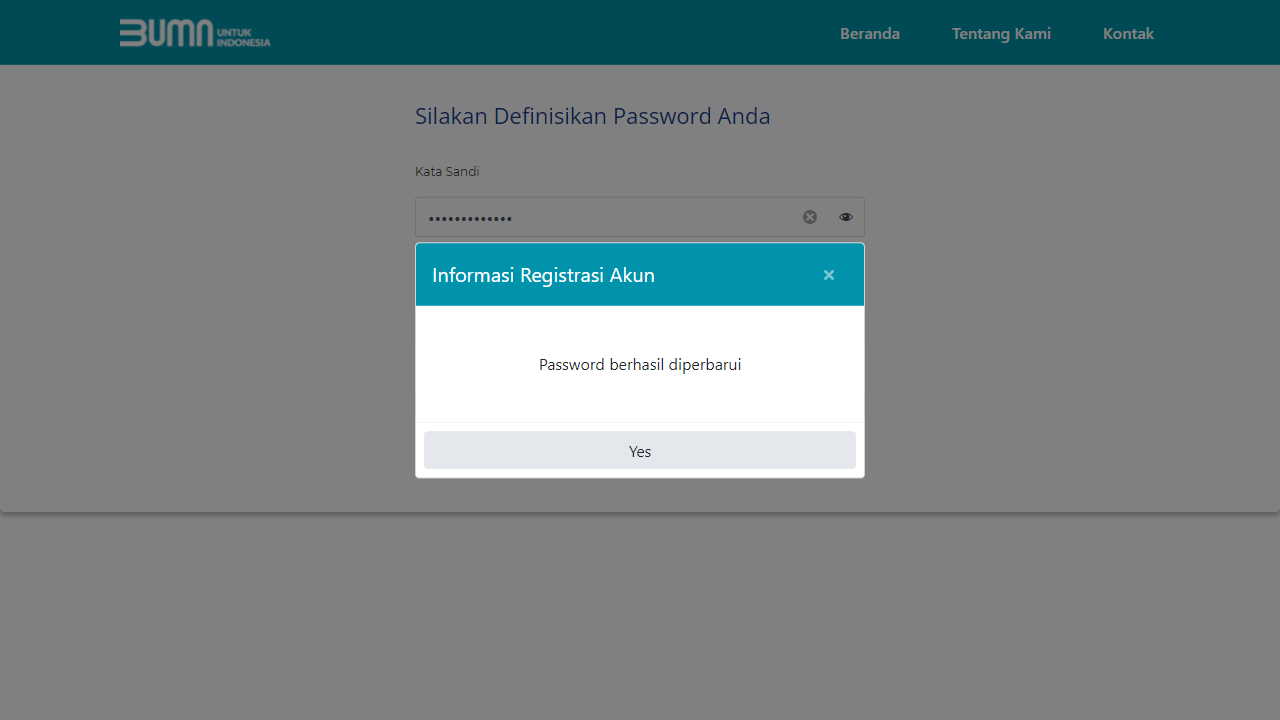 BUMN UNTUK INDONESIA
Beranda
Tentang Kami
Kontak
Silakan Definisikan Password Anda
Kata Sandi
•••••••••••••
Informasi Registrasi Akun
×
Password berhasil diperbarui
Yes